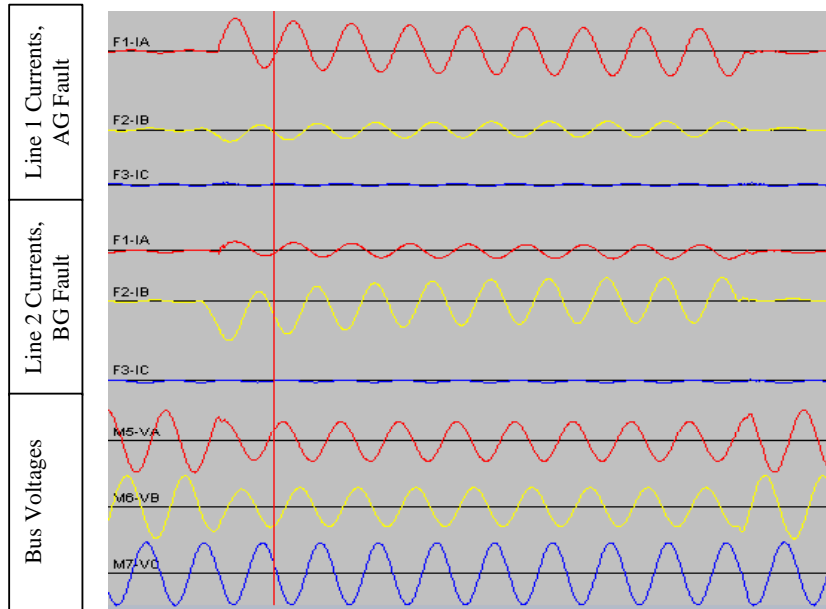 Line 1 Currents,
AG Fault
F1-IA
F2-IB
F3-IC
Line 2 Currents,
BG Fault
F1-IA
F2-IB
F3-IC
Bus Voltages
M5-VA
M6-VB
M7-VC